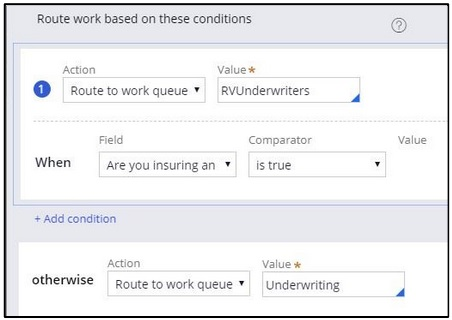 Route work based on these conditions
?
Action Value*
1 Route to work queue RVUnderwriters
Field Comparator Value
When Are you insuring an is true
+ Add condition
Action Value*
otherwise Route to work queue Underwriting